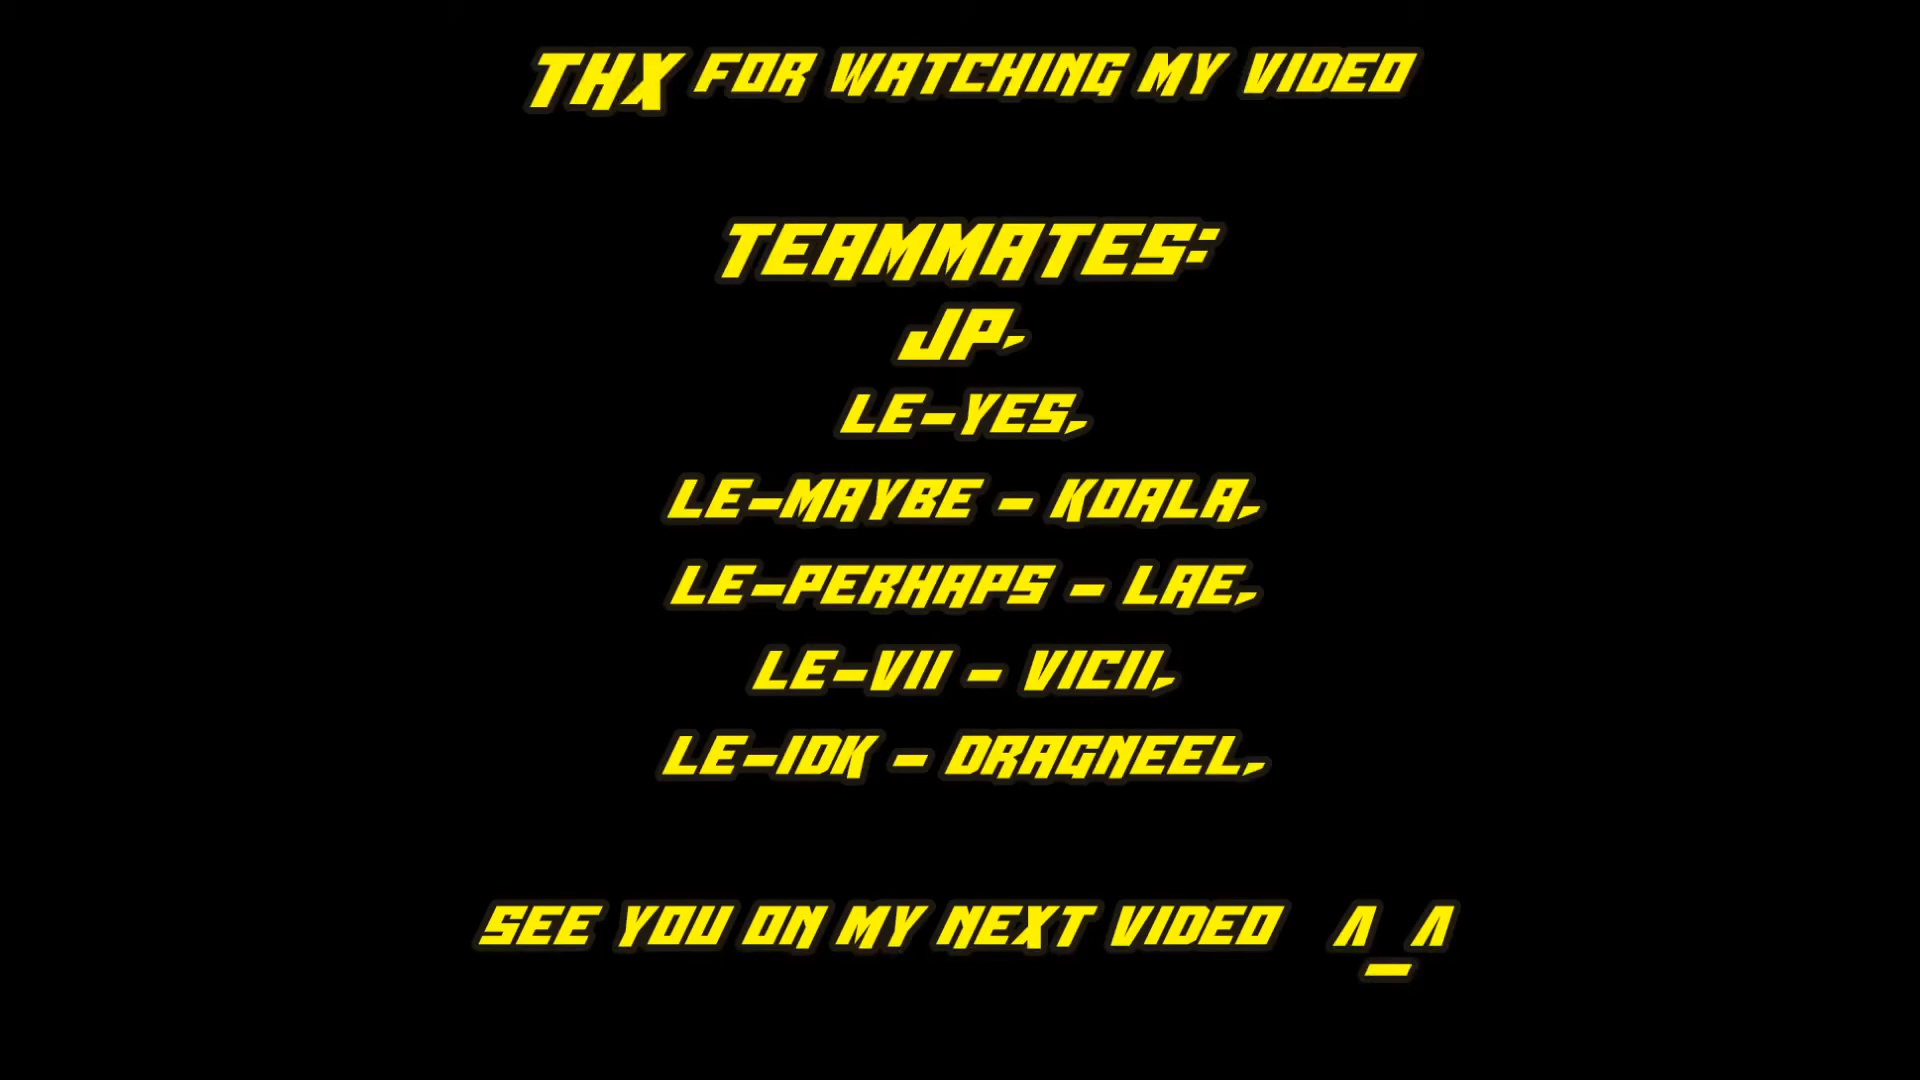 THX FOR WATCHING MY VIDEO
TEAMMATES:
JP,
LE-YES,
LE-MAYBE - KOALA,
LE-PERHAPS - LAE,
LE-VII - VICII,
LE-IDK - DRAGNEEL,
SEE YOU ON MY NEXT VIDEO ^_^